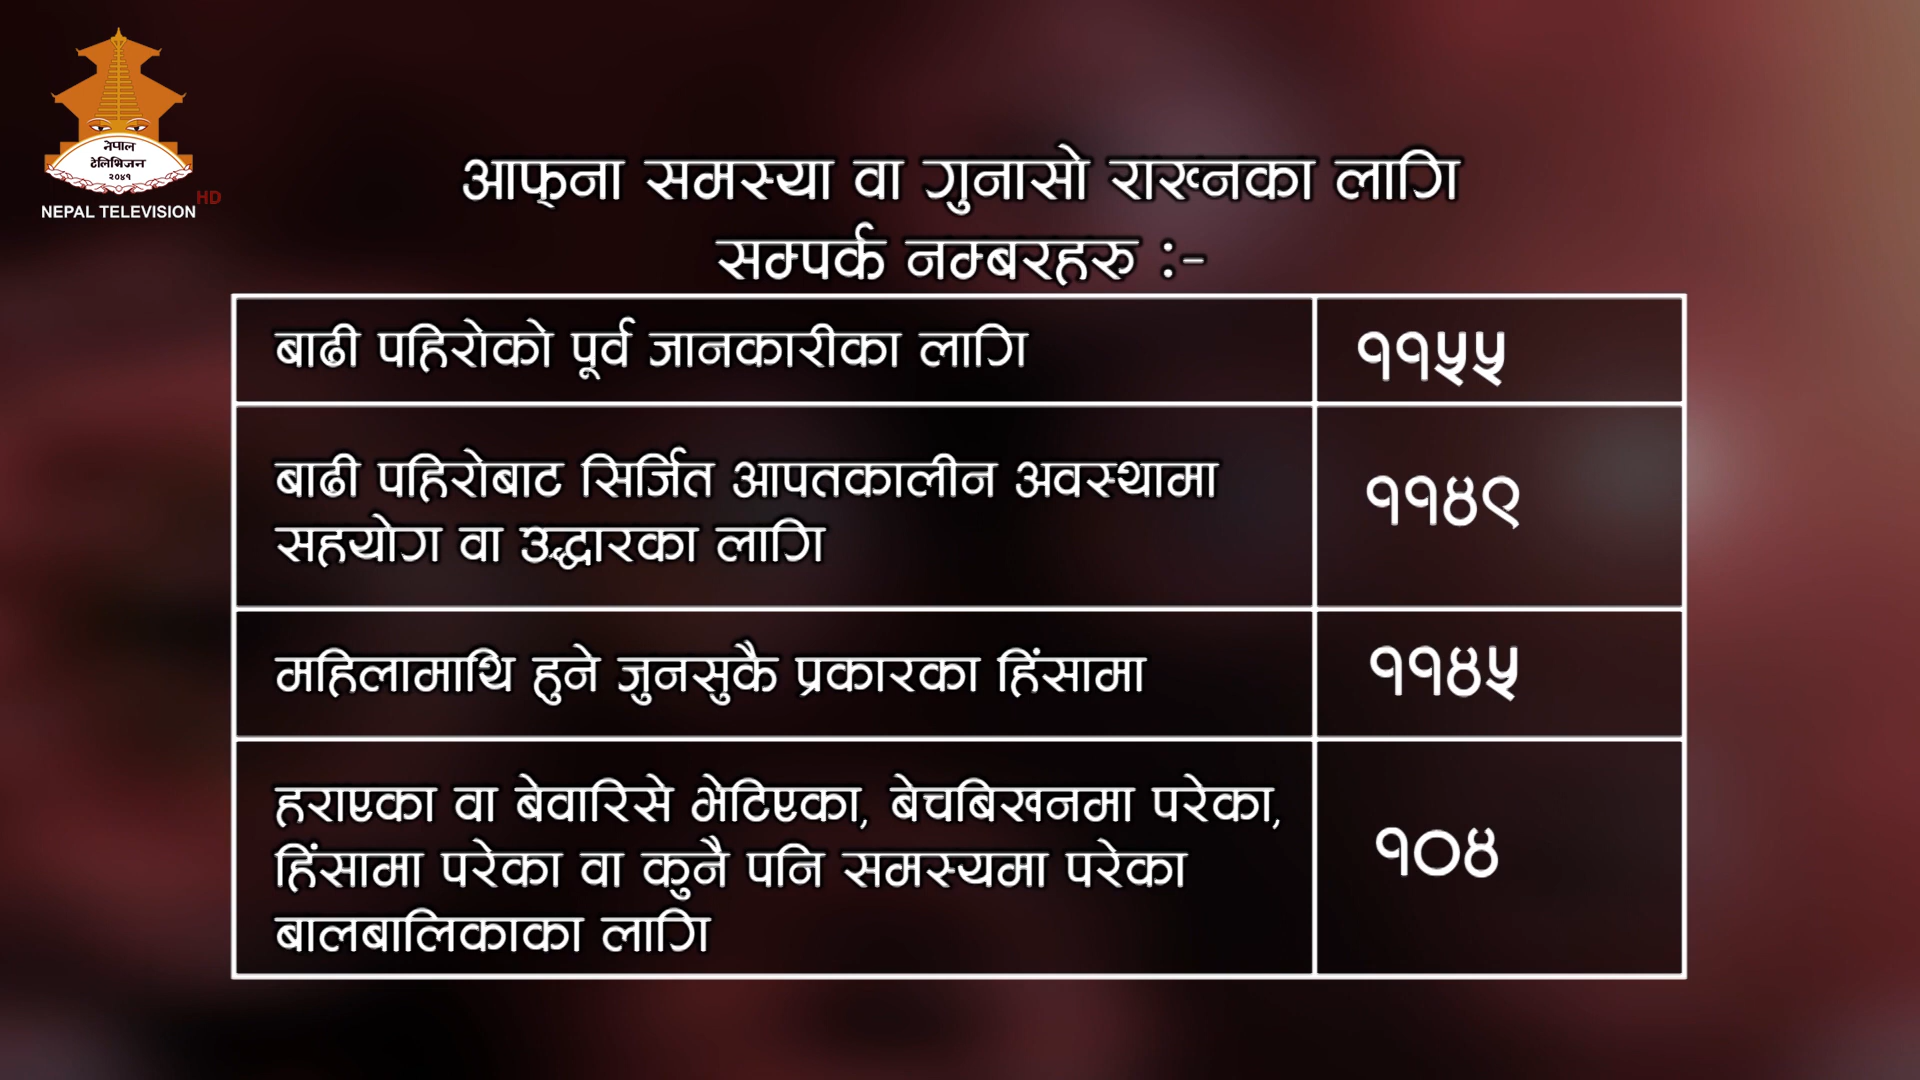 नेपाल
टेलिभिजन
२०४१
HD
NEPAL TELEVISION
आफ्‌ना समस्या वा गुनासो राख्नका लागि
सम्पर्क नम्बरहरु :-
बाढी पहिरोको पूर्व जानकारीका लागि
११५५
बाढी पहिरोबाट सिर्जित आपतकालीन अवस्थामा
सहयोग वा उद्धारका लागि
११४९
महिलामाथि हुने जुनसुकै प्रकारका हिंसामा
११४५
हराएका वा बेवारिसे भेटिएका, बेचबिखनमा परेका,
हिंसामा परेका वा कुनै पनि समस्यमा परेका
बालबालिकाका लागि
१०४